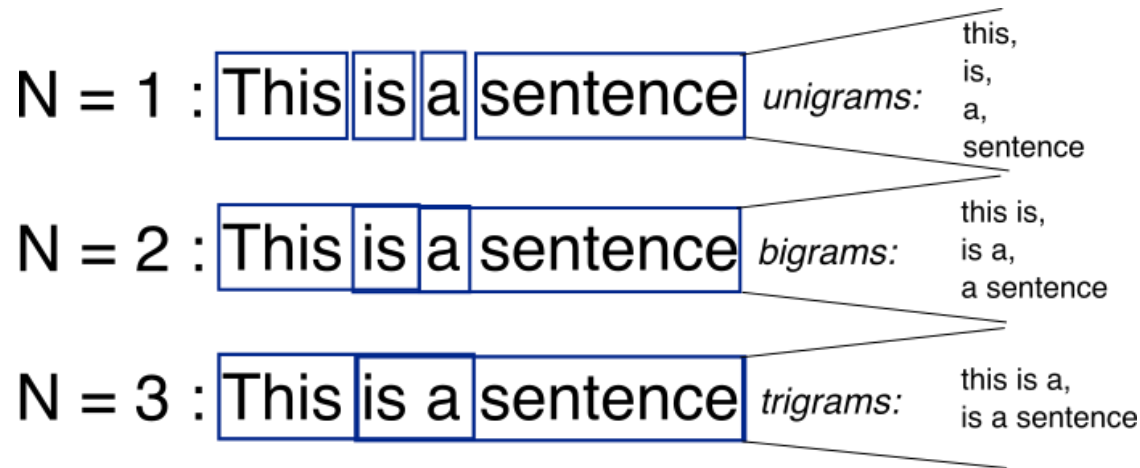 N = 1 : This is a sentence unigrams:
this,
is,
a,
sentence
N = 2 : This is a sentence bigrams:
this is,
is a,
a sentence
N = 3 : This is a sentence trigrams:
this is a,
is a sentence